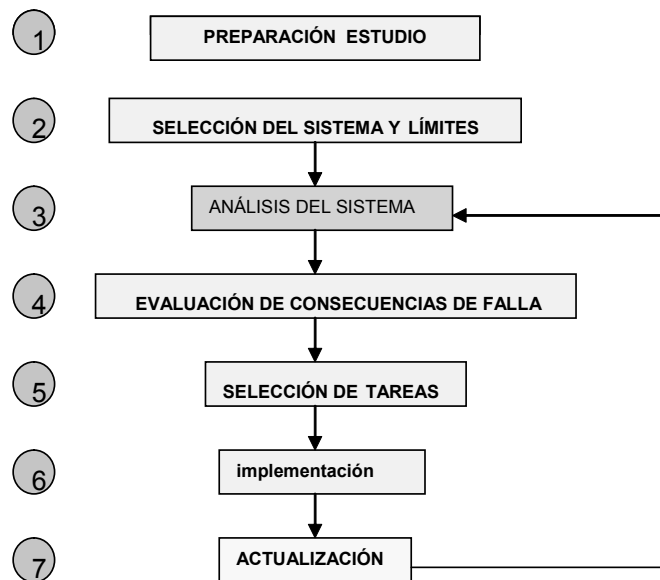 1 PREPARACIÓN ESTUDIO
2 SELECCIÓN DEL SISTEMA Y LÍMITES
3 ANÁLISIS DEL SISTEMA
4 EVALUACIÓN DE CONSECUENCIAS DE FALLA
5 SELECCIÓN DE TAREAS
6 implementación
7 ACTUALIZACIÓN